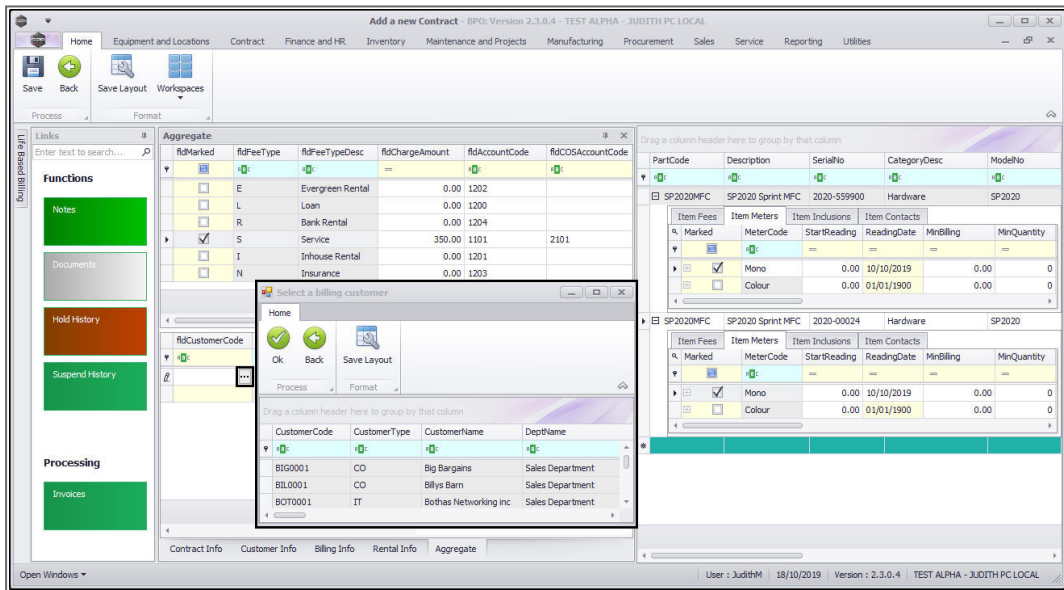 Add a new Contract - BPO: Version 2.3.0.4 - TEST ALPHA - JUDITH PC LOCAL
Home Equipment and Locations Contract Finance and HR Inventory Maintenance and Projects Manufacturing Procurement Sales Service Reporting Utilities
Save Back Save Layout Workspaces
Process Format
Life Based Billing
Links
Enter text to search...
Functions
Notes
Documents
Hold History
Suspend History
Processing
Invoices
Aggregate
fldMarked fldFeeType fldFeeTypeDesc fldChargeAmount fldAccountCode fldCOSAccountCode
E Evergreen Rental 0.00 1202
L Loan 0.00 1200
R Bank Rental 0.00 1204
S Service 350.00 1101 2101
I Inhouse Rental 0.00 1201
N Insurance 0.00 1203
fldCustomerCode
Select a billing customer
Home
Ok Back Save Layout
Process Format
Drag a column header here to group by that column
CustomerCode CustomerType CustomerName DeptName
BIG0001 CO Big Bargains Sales Department
BIL0001 CO Billys Barn Sales Department
BOT0001 IT Bothas Networking inc Sales Department
Contract Info Customer Info Billing Info Rental Info Aggregate
Drag a column header here to group by that column
PartCode Description SerialNo CategoryDesc ModelNo
SP2020MFC SP2020 Sprint MFC 2020-559900 Hardware SP2020
Item Fees Item Meters Item Inclusions Item Contacts
Marked MeterCode StartReading ReadingDate MinBilling MinQuantity
Mono 0.00 10/10/2019 0.00 0
Colour 0.00 01/01/1900 0.00 0
SP2020MFC SP2020 Sprint MFC 2020-00024 Hardware SP2020
Item Fees Item Meters Item Inclusions Item Contacts
Marked MeterCode StartReading ReadingDate MinBilling MinQuantity
Mono 0.00 10/10/2019 0.00 0
Colour 0.00 01/01/1900 0.00 0
Open Windows User : JudithM 18/10/2019 Version : 2.3.0.4 TEST ALPHA - JUDITH PC LOCAL